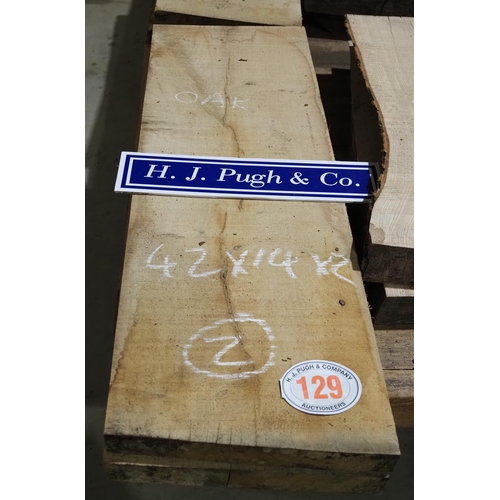 OAK
H. J. Pugh & Co.
42x14x2
2
H. J. PUGH & COMPANY
129
AUCTIONEERS